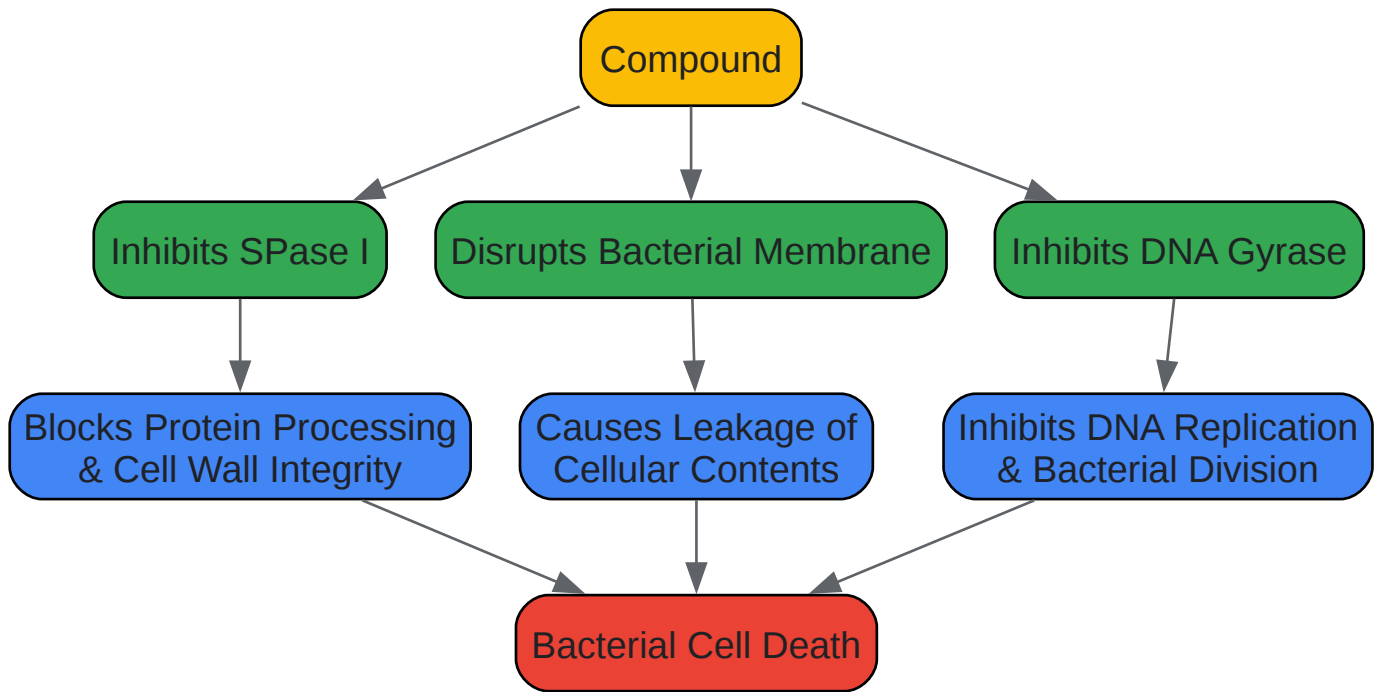 Compound
Inhibits SPase I
Disrupts Bacterial Membrane
Inhibits DNA Gyrase
Blocks Protein Processing
& Cell Wall Integrity
Causes Leakage of
Cellular Contents
Inhibits DNA Replication
& Bacterial Division
Bacterial Cell Death